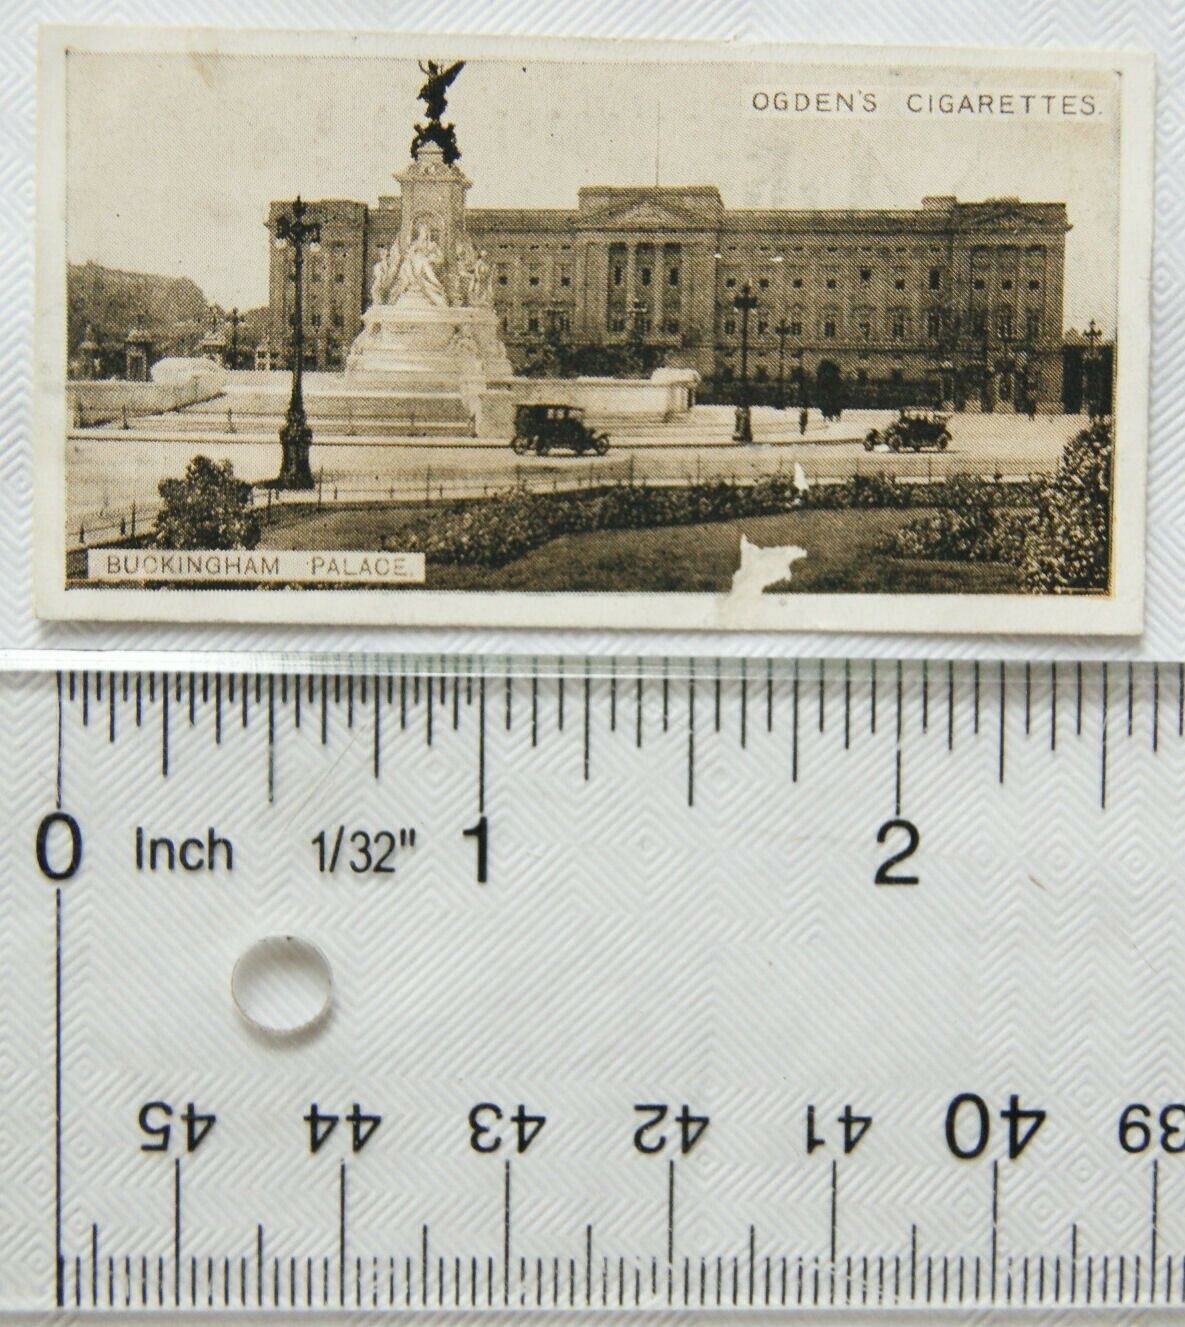 OGDEN'S CIGARETTES.
BUCKINGHAM PALACE.
0 Inch 1/32" 1 2
45 44 43 42 41 40 39